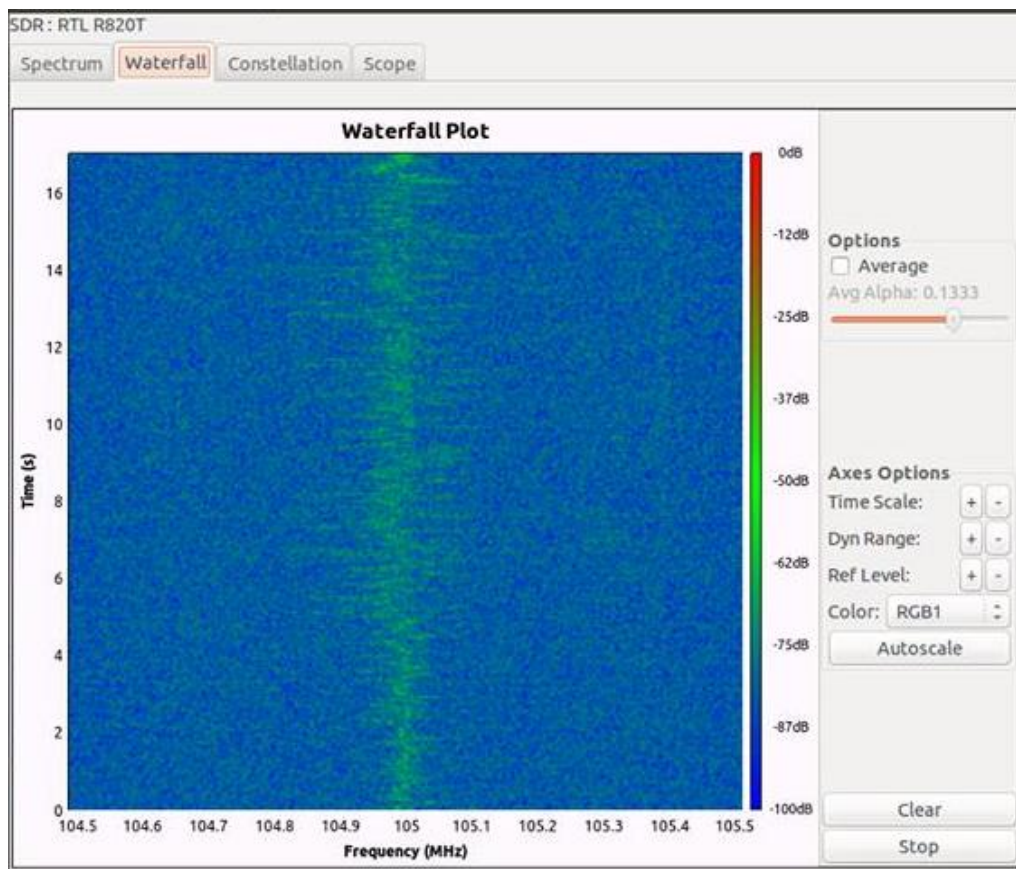 SDR : RTL R820T
Spectrum Waterfall Constellation Scope
Waterfall Plot
0dB
-12dB
-25dB
-37dB
-50dB
-62dB
-75dB
-87dB
-100dB
16
14
12
10
8
6
4
2
0
Time (s)
104.5 104.6 104.7 104.8 104.9 105 105.1 105.2 105.3 105.4 105.5
Frequency (MHz)
Options
Average
Avg Alpha: 0.1333
Axes Options
Time Scale: + -
Dyn Range: + -
Ref Level: + -
Color: RGB1
Autoscale
Clear
Stop